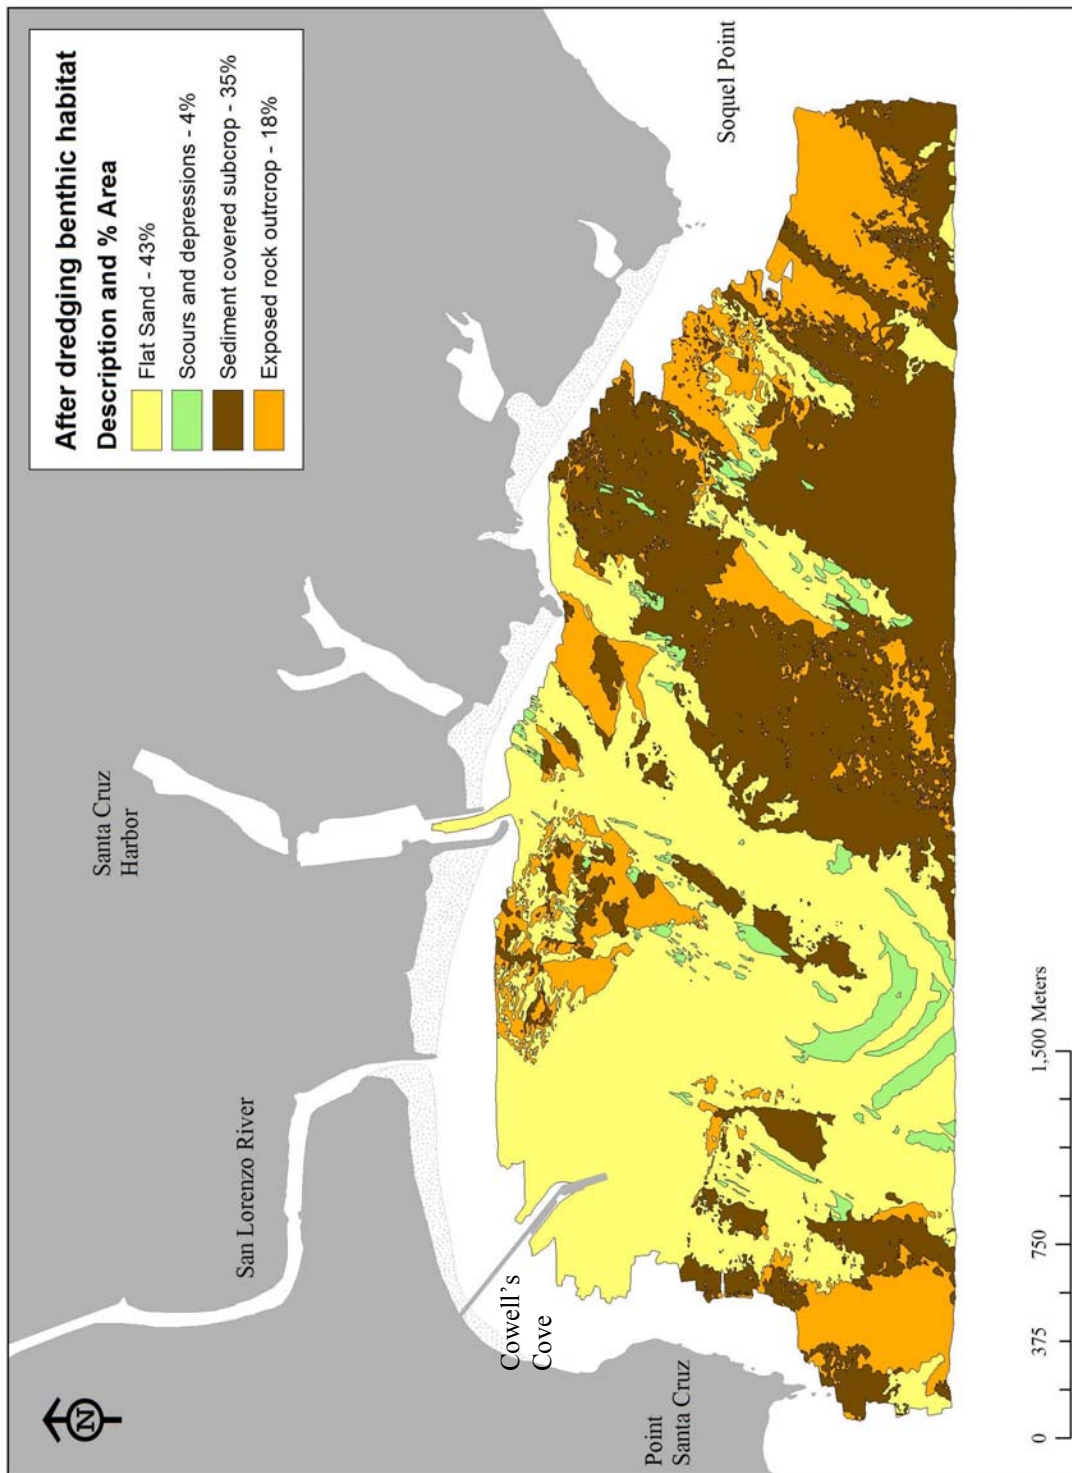 After dredging benthic habitat
Description and % Area
Flat Sand - 43%
Scours and depressions - 4%
Sediment covered subcrop - 35%
Exposed rock outrcrop - 18%
N
San Lorenzo River
Santa Cruz
Harbor
Soquel Point
Cowell's
Cove
Point
Santa Cruz
0 375 750 1,500 Meters